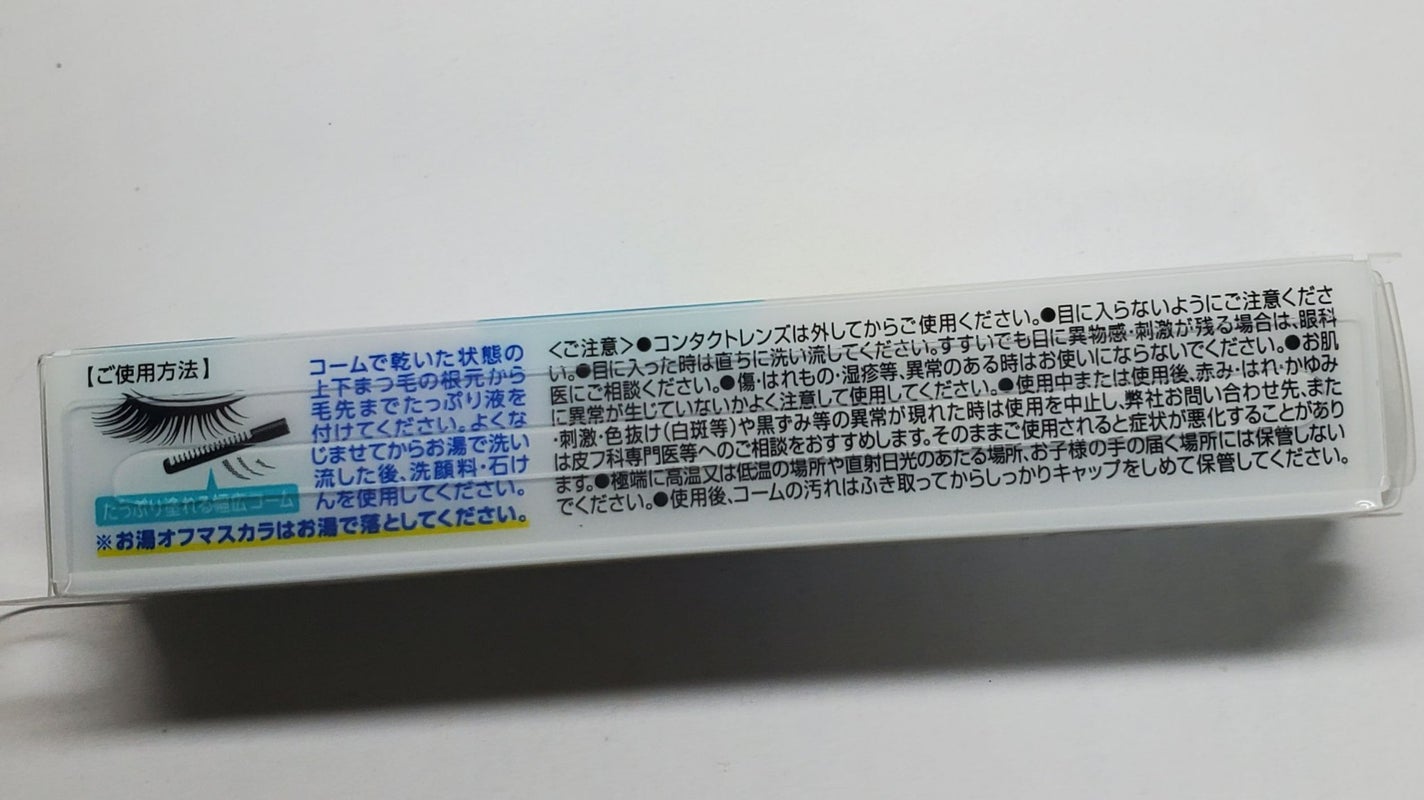 【ご使用方法】
コームで乾いた状態の
上下まつ毛の根元から
毛先までたっぷり液を
付けてください。よくな
じませてからお湯で洗い
流した後、洗顔料・石け
んを使用してください。
たっぷり塗れる幅広コーム
※お湯オフマスカラはお湯で落としてください。
<ご注意>●コンタクトレンズは外してからご使用ください。●目に入らないようにご注意くださ
い。●目に入った時は直ちに洗い流してください。すすいでも目に異物感・刺激が残る場合は、眼科
医にご相談ください。●傷・はれもの・湿疹等、異常のある時はお使いにならないでください。●お肌
に異常が生じていないかよく注意して使用してください。●使用中または使用後、赤み・はれ・かゆみ
・刺激・色抜け(白斑等)や黒ずみ等の異常が現れた時は使用を中止し、弊社お問い合わせ先、また
は皮フ科専門医等へのご相談をおすすめします。そのままご使用されると症状が悪化することがあり
ます。●極端に高温又は低温の場所や直射日光のあたる場所、お子様の手の届く場所には保管しない
でください。●使用後、コームの汚れはふき取ってからしっかりキャップをしめて保管してください。